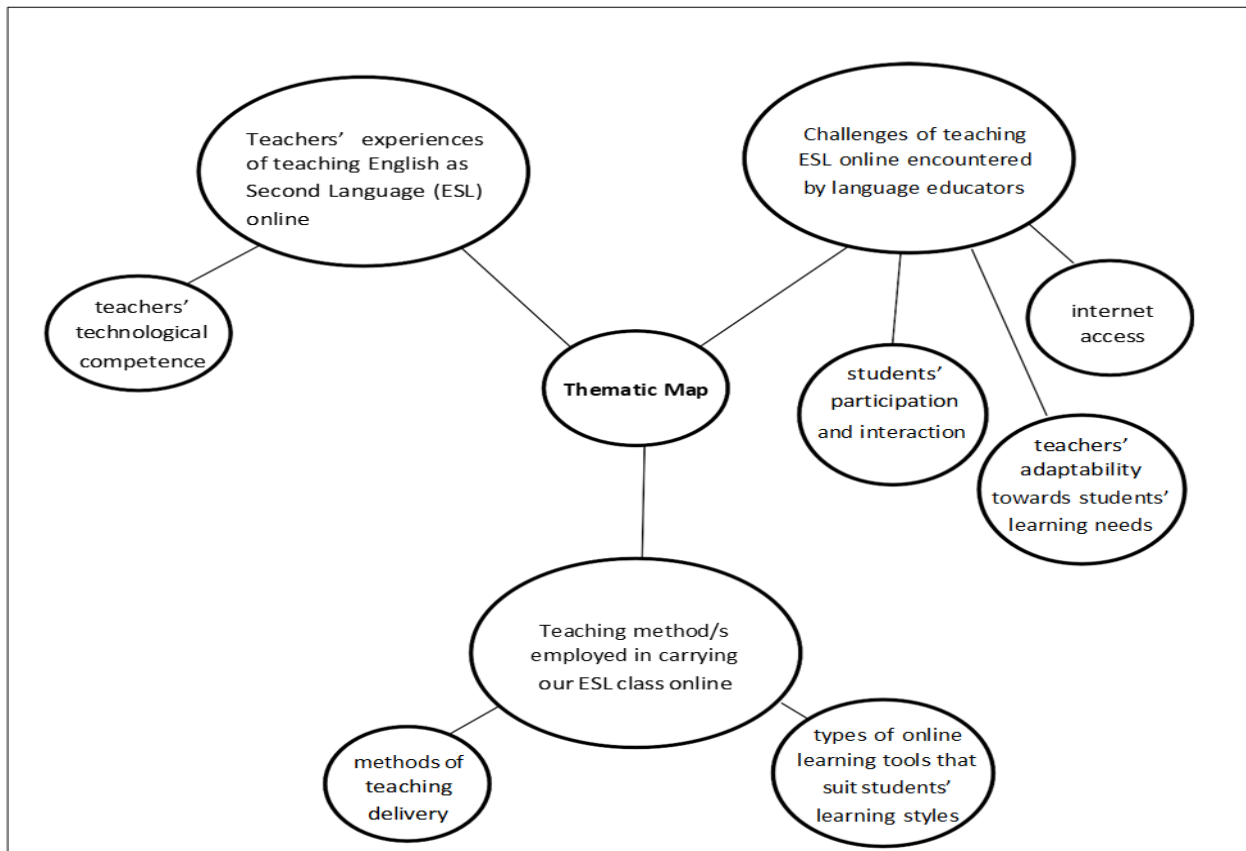 Teachers’ experiences
of teaching English as
Second Language (ESL)
online
Challenges of teaching
ESL online encountered
by language educators
teachers’
technological
competence
internet
access
Thematic Map
students’
participation
and interaction
teachers’
adaptability
towards students’
learning needs
Teaching method/s
employed in carrying
our ESL class online
methods of
teaching
delivery
types of online
learning tools that
suit students’
learning styles